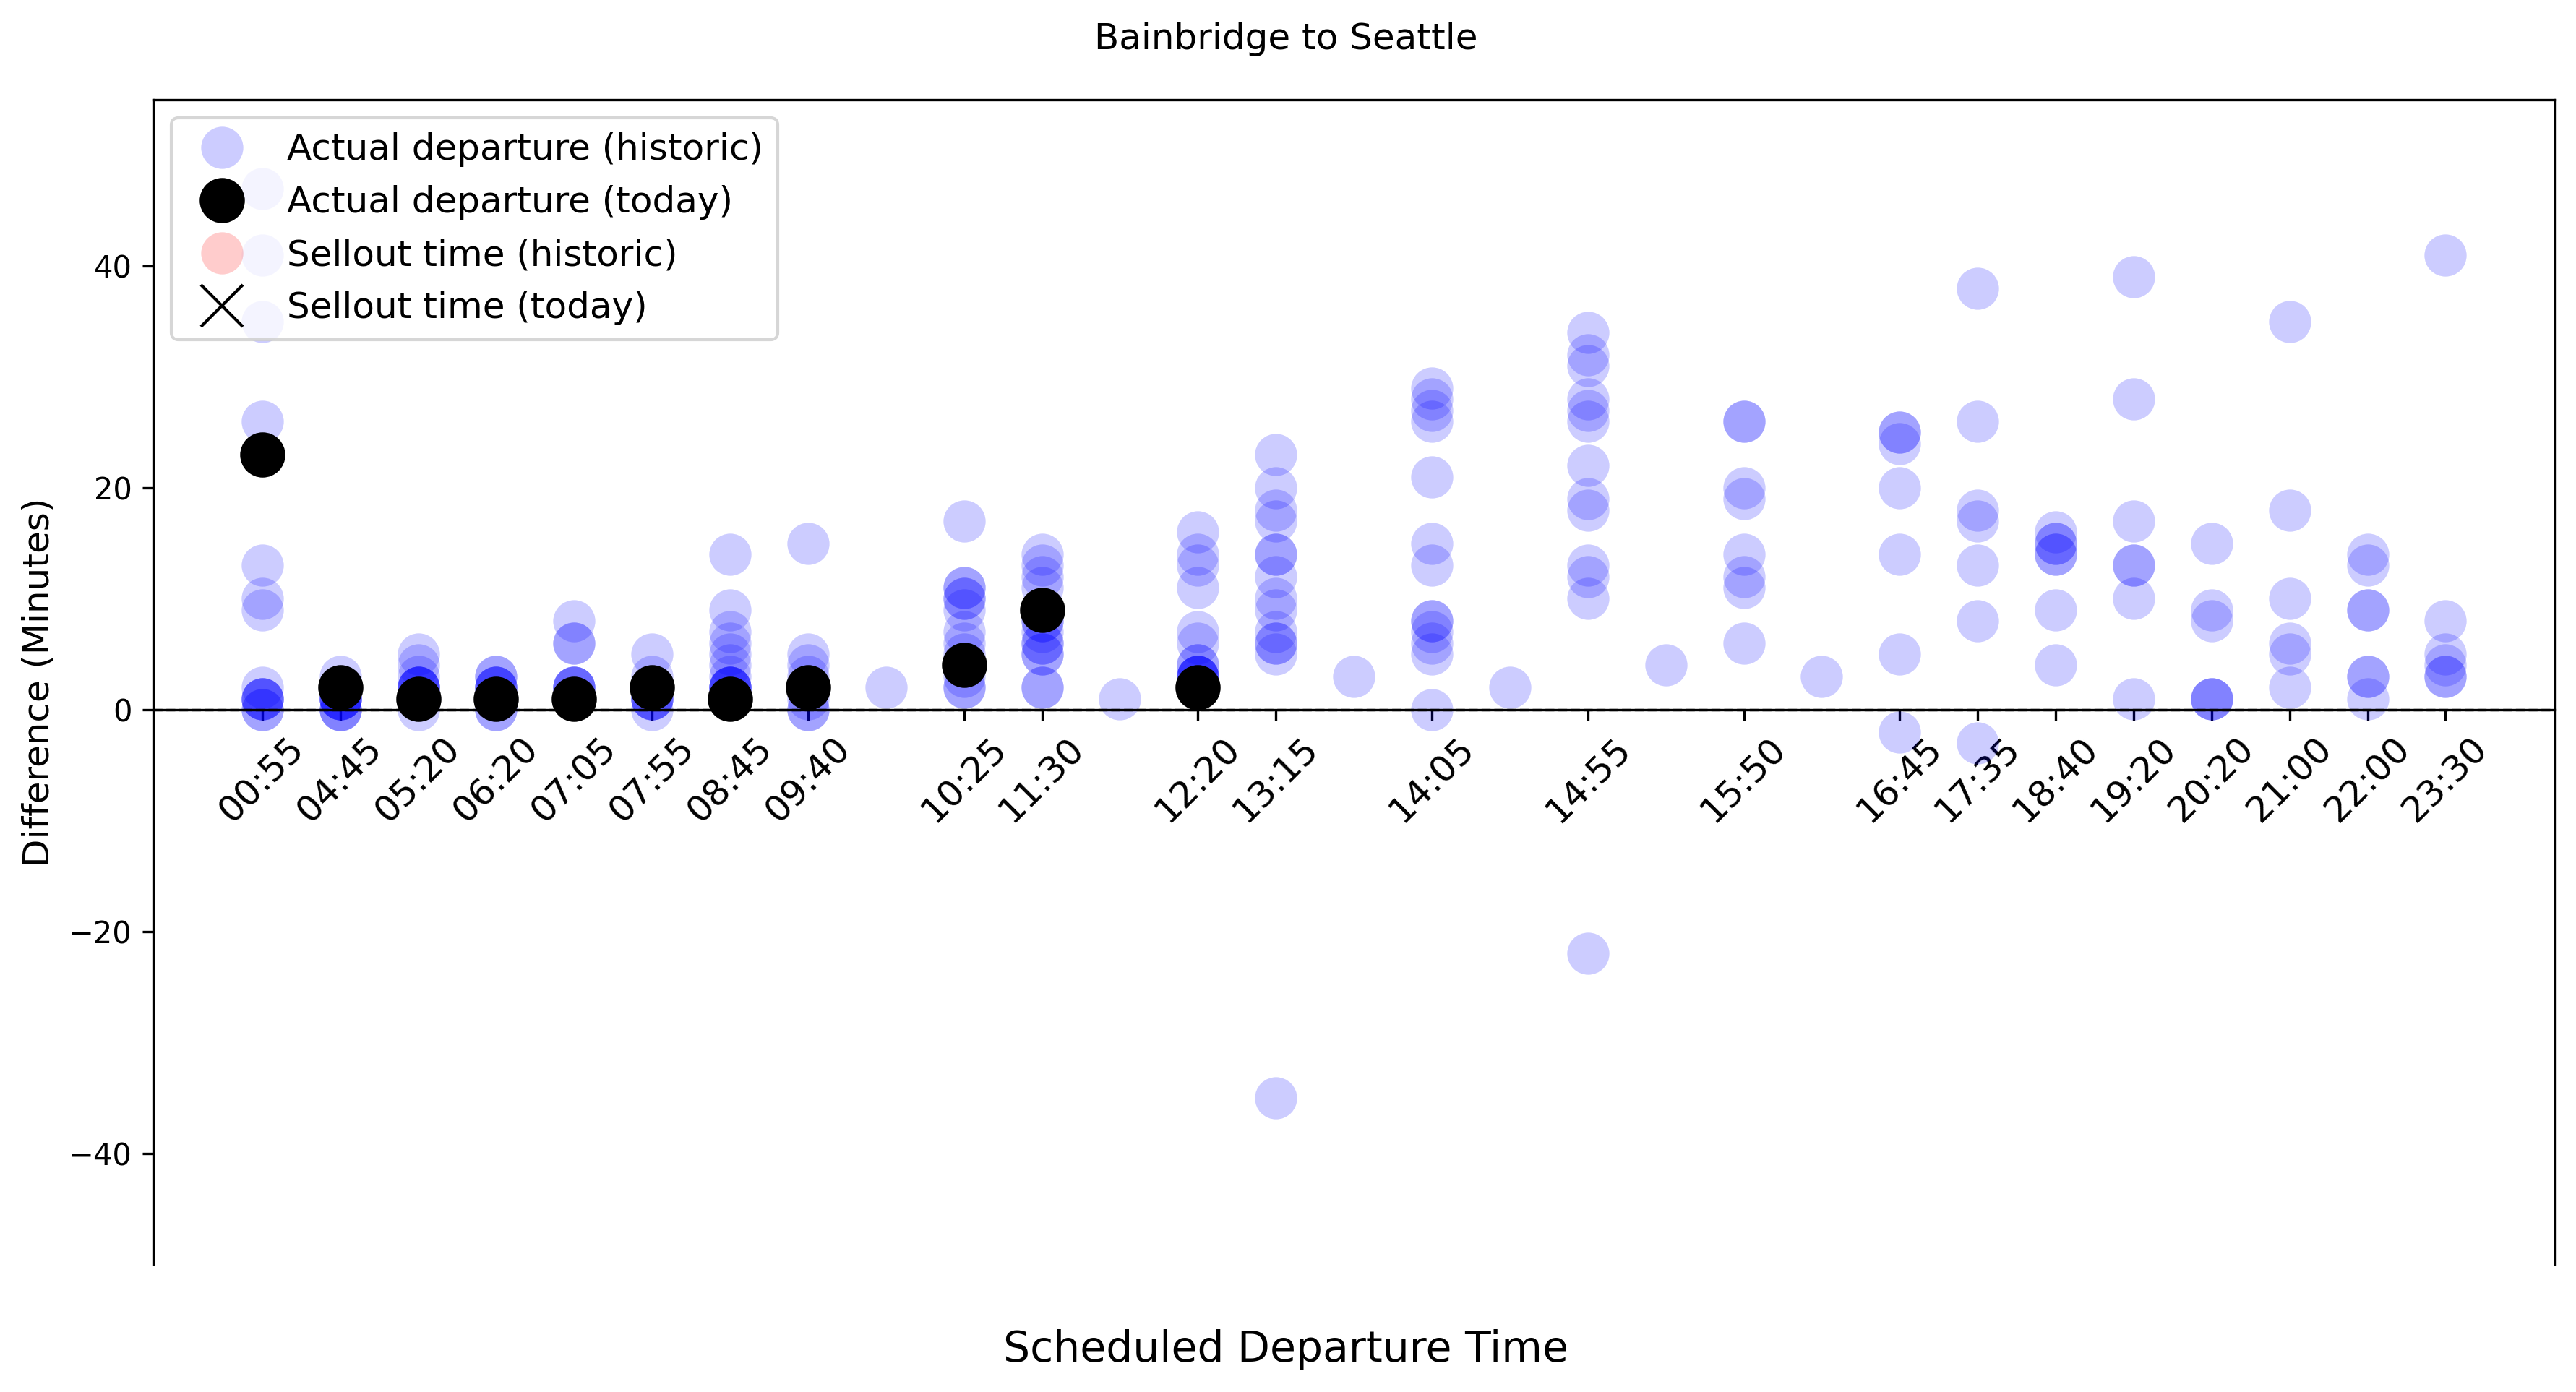 Bainbridge to Seattle
Actual departure (historic)
Actual departure (today)
Sellout time (historic)
Sellout time (today)
40
20
0
−20
−40
Difference (Minutes)
00:55 04:45 05:20 06:20 07:05 07:55 08:45 09:40 10:25 11:30 12:20 13:15 14:05 14:55 15:50 16:45 17:35 18:40 19:20 20:20 21:00 22:00 23:30
Scheduled Departure Time